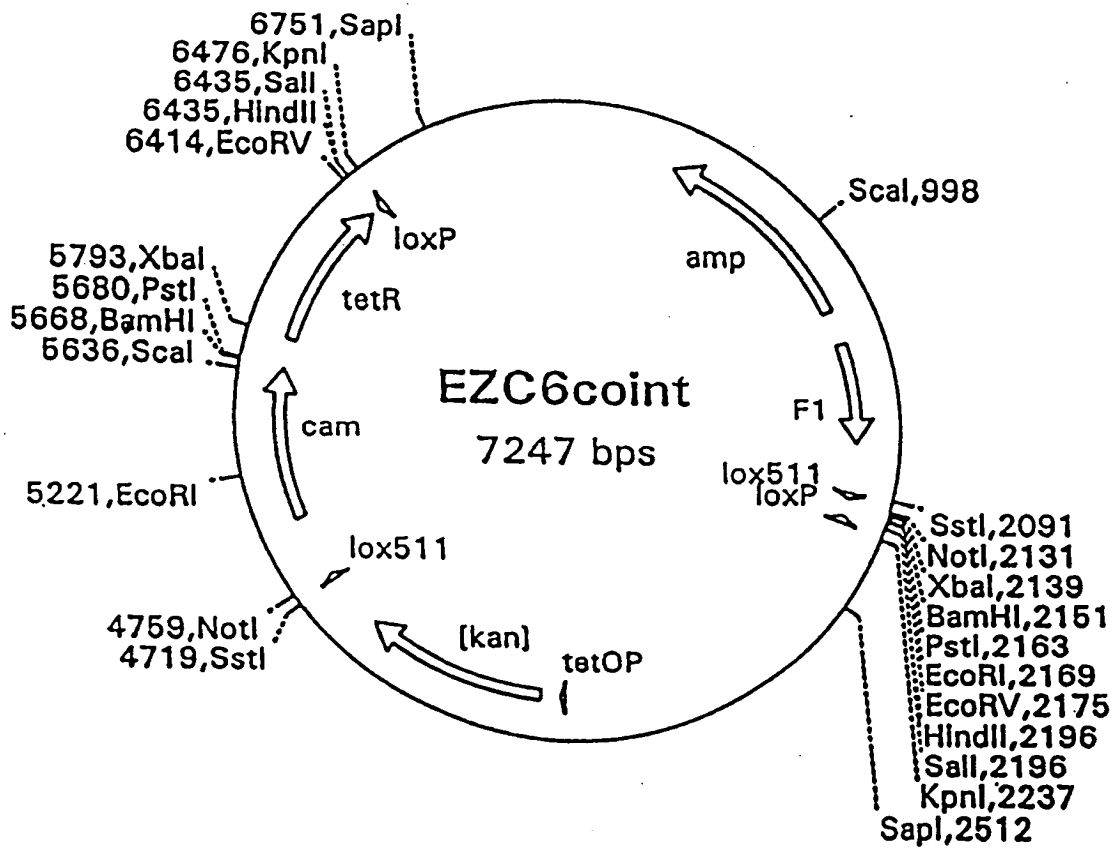 6751,SapI
6476,KpnI
6435,SalI
6435,HindII
6414,EcoRV
ScaI,998
loxP
amp
5793,XbaI
5680,PstI
5668,BamHI
5636,ScaI
tetR
EZC6coint
7247 bps
F1
cam
lox511
loxP
5221,EcoRI
SstI,2091
NotI,2131
XbaI,2139
BamHI,2151
PstI,2163
EcoRI,2169
EcoRV,2175
HindII,2196
SalI,2196
KpnI,2237
SapI,2512
lox511
4759,NotI
4719,SstI
[kan]
tetOP